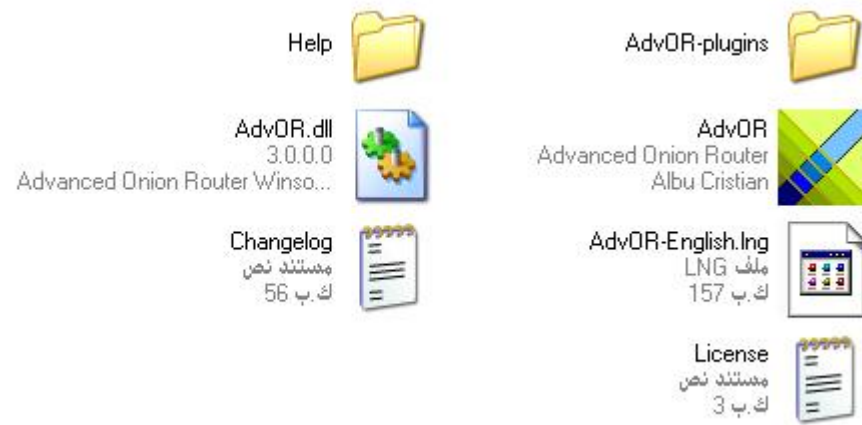 AdvOR-plugins
Help
AdvOR
Advanced Onion Router
Albu Cristian
AdvOR.dll
3.0.0.0
Advanced Onion Router Winso...
AdvOR-English.lng
ملف LNG
157 ك.ب
Changelog
مستند نص
56 ك.ب
License
مستند نص
3 ك.ب